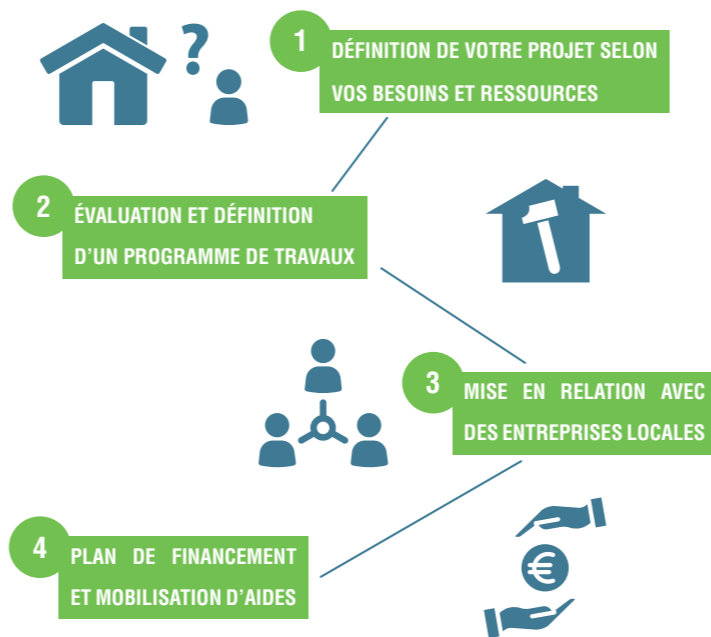 ?
1
DÉFINITION DE VOTRE PROJET SELON
VOS BESOINS ET RESSOURCES
2
ÉVALUATION ET DÉFINITION
D'UN PROGRAMME DE TRAVAUX
3
MISE EN RELATION AVEC
DES ENTREPRISES LOCALES
4
PLAN DE FINANCEMENT
ET MOBILISATION D'AIDES
€